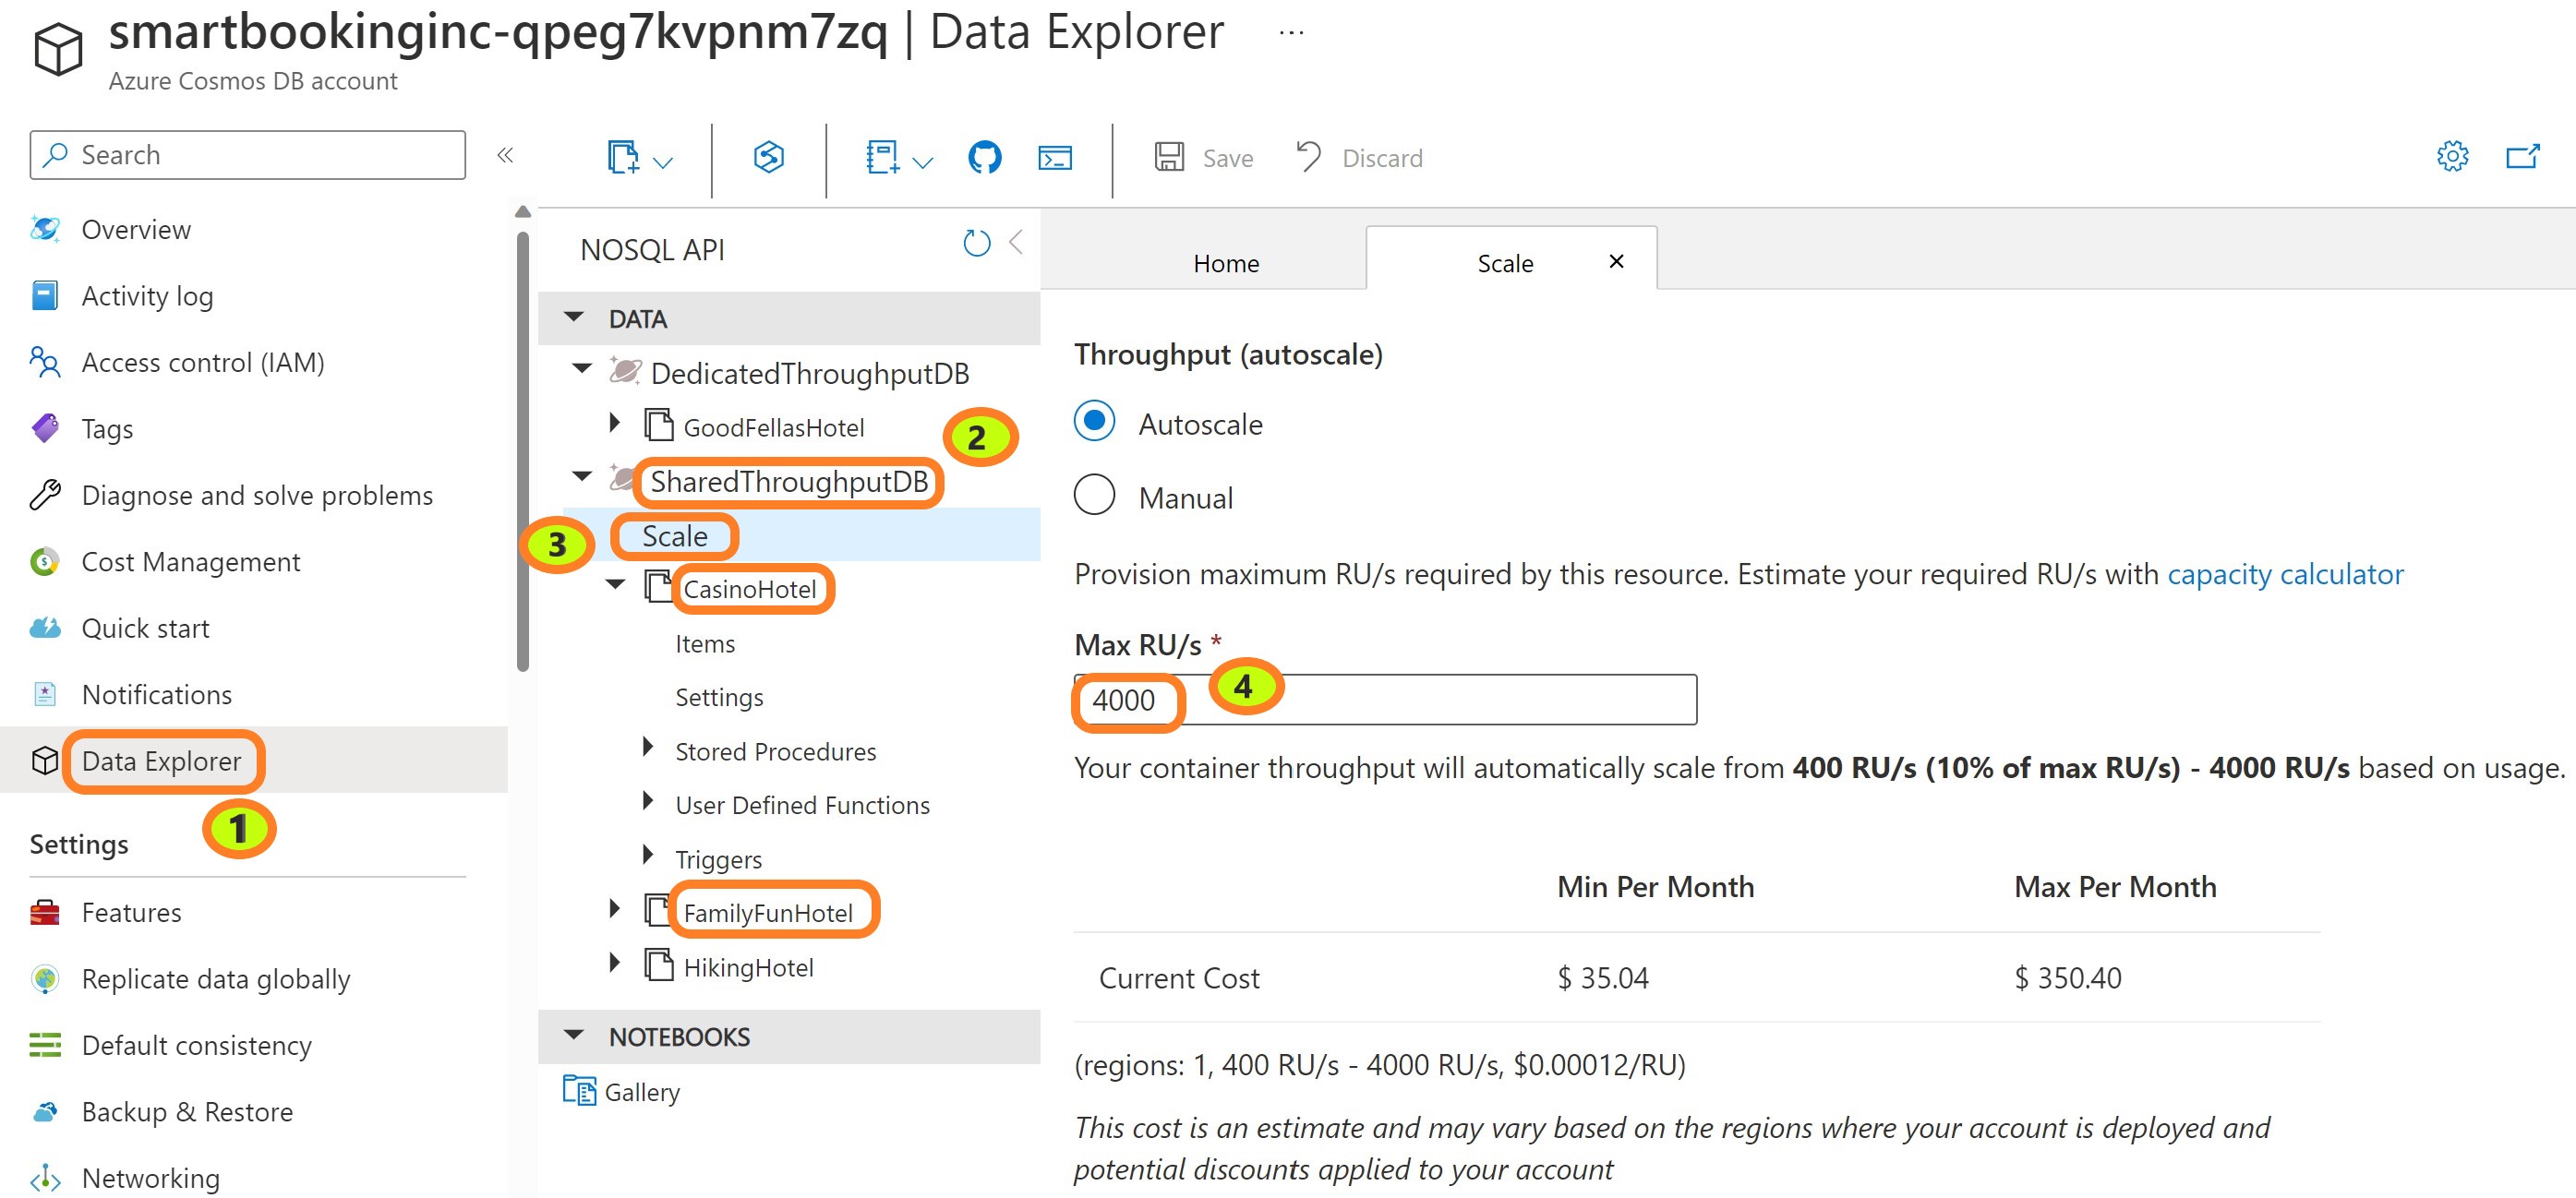 smartbookinginc-qpeg7kvpnm7zq | Data Explorer ...
Azure Cosmos DB account
Search
«
Save
Discard
Overview
Activity log
Access control (IAM)
Tags
Diagnose and solve problems
Cost Management
Quick start
Notifications
Data Explorer
1
Settings
Features
Replicate data globally
Default consistency
Backup & Restore
Networking
NOSQL API
DATA
DedicatedThroughputDB
GoodFellasHotel
2
SharedThroughputDB
3
Scale
CasinoHotel
Items
Settings
Stored Procedures
User Defined Functions
Triggers
FamilyFunHotel
HikingHotel
NOTEBOOKS
Gallery
Home
Scale
Throughput (autoscale)
Autoscale
Manual
Provision maximum RU/s required by this resource. Estimate your required RU/s with capacity calculator
Max RU/s *
4000
4
Your container throughput will automatically scale from 400 RU/s (10% of max RU/s) - 4000 RU/s based on usage.
Min Per Month Max Per Month
Current Cost $ 35.04 $ 350.40
(regions: 1, 400 RU/s - 4000 RU/s, $0.00012/RU)
This cost is an estimate and may vary based on the regions where your account is deployed and
potential discounts applied to your account